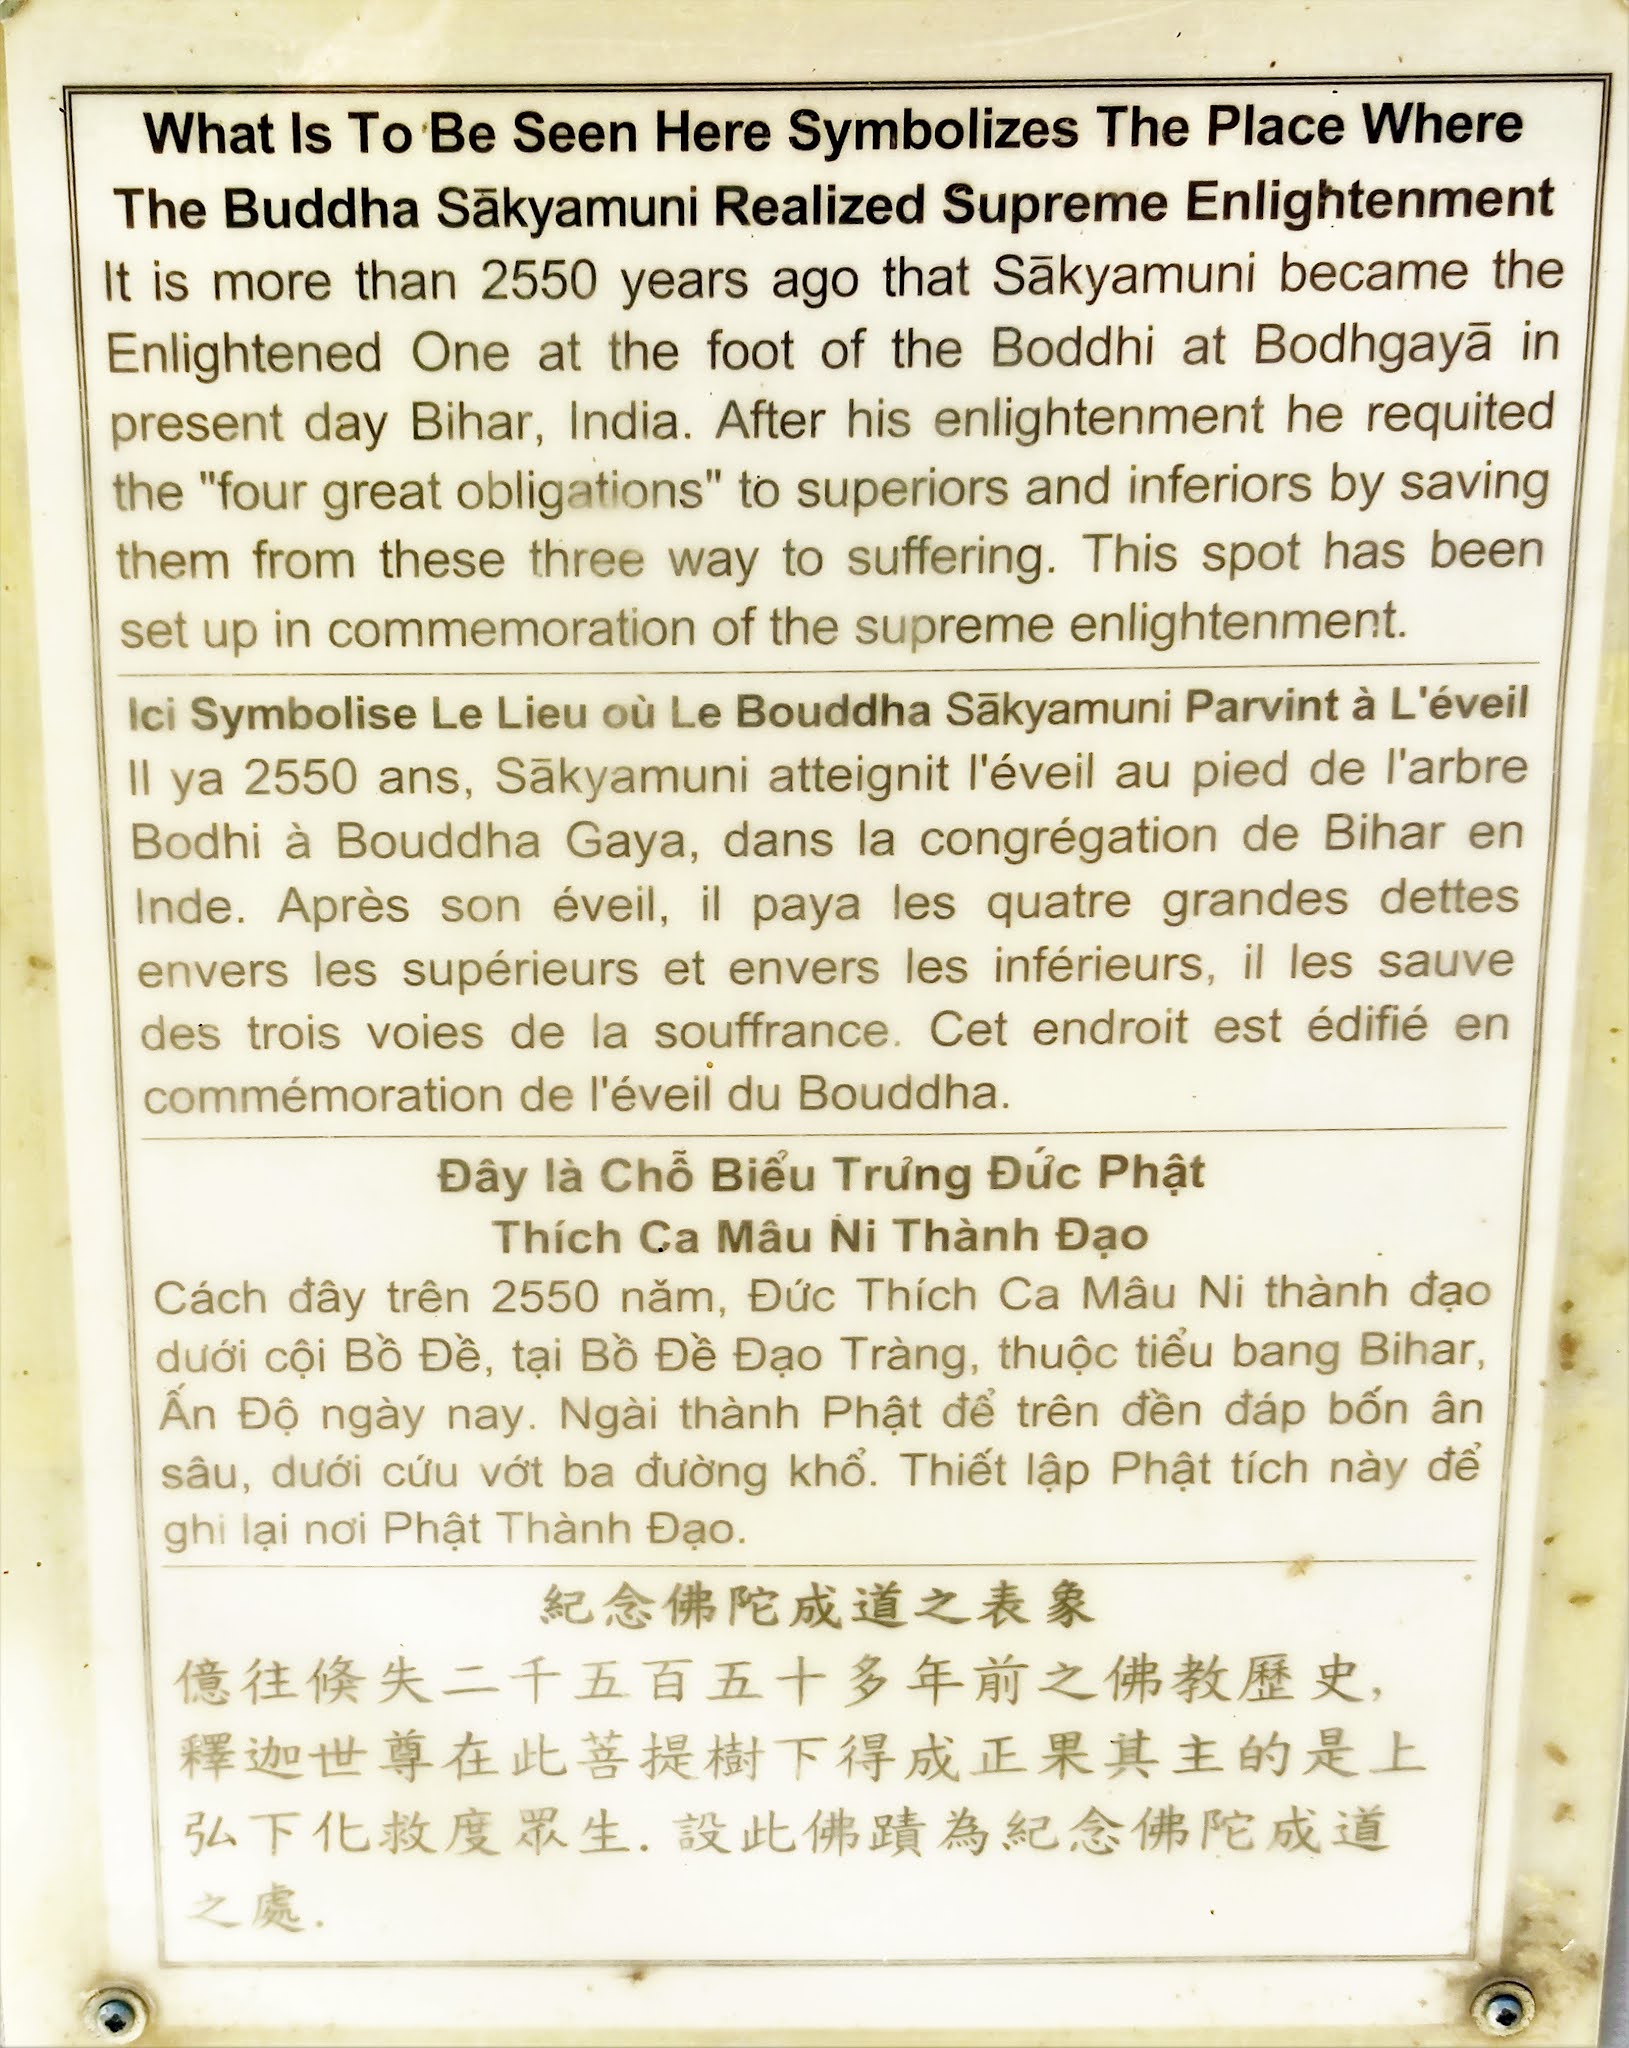 What Is To Be Seen Here Symbolizes The Place Where
The Buddha Sākyamuni Realized Supreme Enlightenment
It is more than 2550 years ago that Sākyamuni became the
Enlightened One at the foot of the Boddhi at Bodhgayā in
present day Bihar, India. After his enlightenment he requited
the "four great obligations" to superiors and inferiors by saving
them from these three way to suffering. This spot has been
set up in commemoration of the supreme enlightenment.
Ici Symbolise Le Lieu où Le Bouddha Sākyamuni Parvint à L'éveil
Il ya 2550 ans, Sākyamuni atteignit l'éveil au pied de l'arbre
Bodhi à Bouddha Gaya, dans la congrégation de Bihar en
Inde. Après son éveil, il paya les quatre grandes dettes
envers les supérieurs et envers les inférieurs, il les sauve
des trois voies de la souffrance. Cet endroit est édifié en
commémoration de l'éveil du Bouddha.
Đây là Chỗ Biểu Trưng Đức Phật
Thích Ca Mâu Ni Thành Đạo
Cách đây trên 2550 năm, Đức Thích Ca Mâu Ni thành đạo
dưới cội Bồ Đề, tại Bồ Đề Đạo Tràng, thuộc tiểu bang Bihar,
Ấn Độ ngày nay. Ngài thành Phật để trên đền đáp bốn ân
sâu, dưới cứu vớt ba đường khổ. Thiết lập Phật tích này để
ghi lại nơi Phật Thành Đạo.
紀念佛陀成道之表象
億往倏失二千五百五十多年前之佛教歷史,
釋迦世尊在此菩提樹下得成正果其主的是上
弘下化救度眾生. 設此佛蹟為紀念佛陀成道
之處.